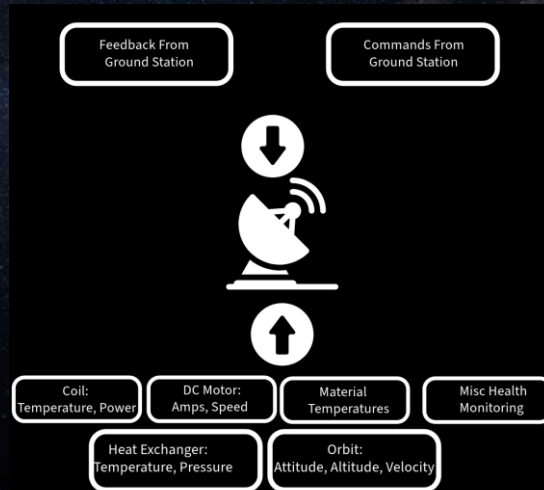 Feedback From
Ground Station
Commands From
Ground Station
Coil:
Temperature, Power
DC Motor:
Amps, Speed
Material
Temperatures
Misc Health
Monitoring
Heat Exchanger:
Temperature, Pressure
Orbit:
Attitude, Altitude, Velocity